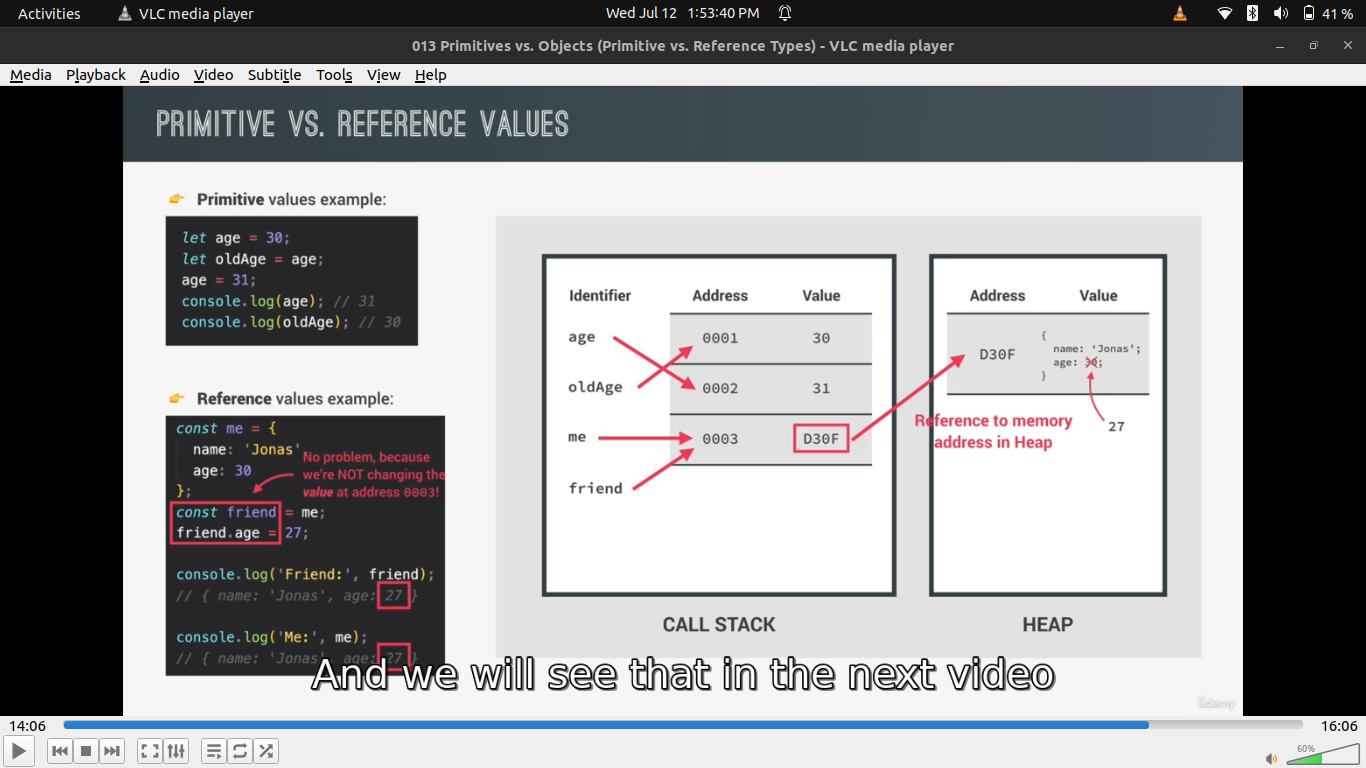 Activities VLC media player Wed Jul 12 1:53:40 PM 41 %
013 Primitives vs. Objects (Primitive vs. Reference Types) - VLC media player
Media Playback Audio Video Subtitle Tools View Help
PRIMITIVE VS. REFERENCE VALUES
👉 Primitive values example:
let age = 30;
let oldAge = age;
age = 31;
console.log(age); // 31
console.log(oldAge); // 30
👉 Reference values example:
const me = {
name: 'Jonas'
age: 30
};
const friend = me;
friend.age = 27;
No problem, because
we're NOT changing the
value at address 0003!
console.log('Friend:', friend);
// { name: 'Jonas', age: 27 }
console.log('Me:', me);
// { name: 'Jonas', age: 27 }
Identifier Address Value
age 0001 30
oldAge 0002 31
me 0003 D30F
friend
CALL STACK
Address Value
D30F
{
name: ‘Jonas’;
age: 30;
}
27
Reference to memory
address in Heap
HEAP
And we will see that in the next video
ûdemy
14:06 16:06
60%